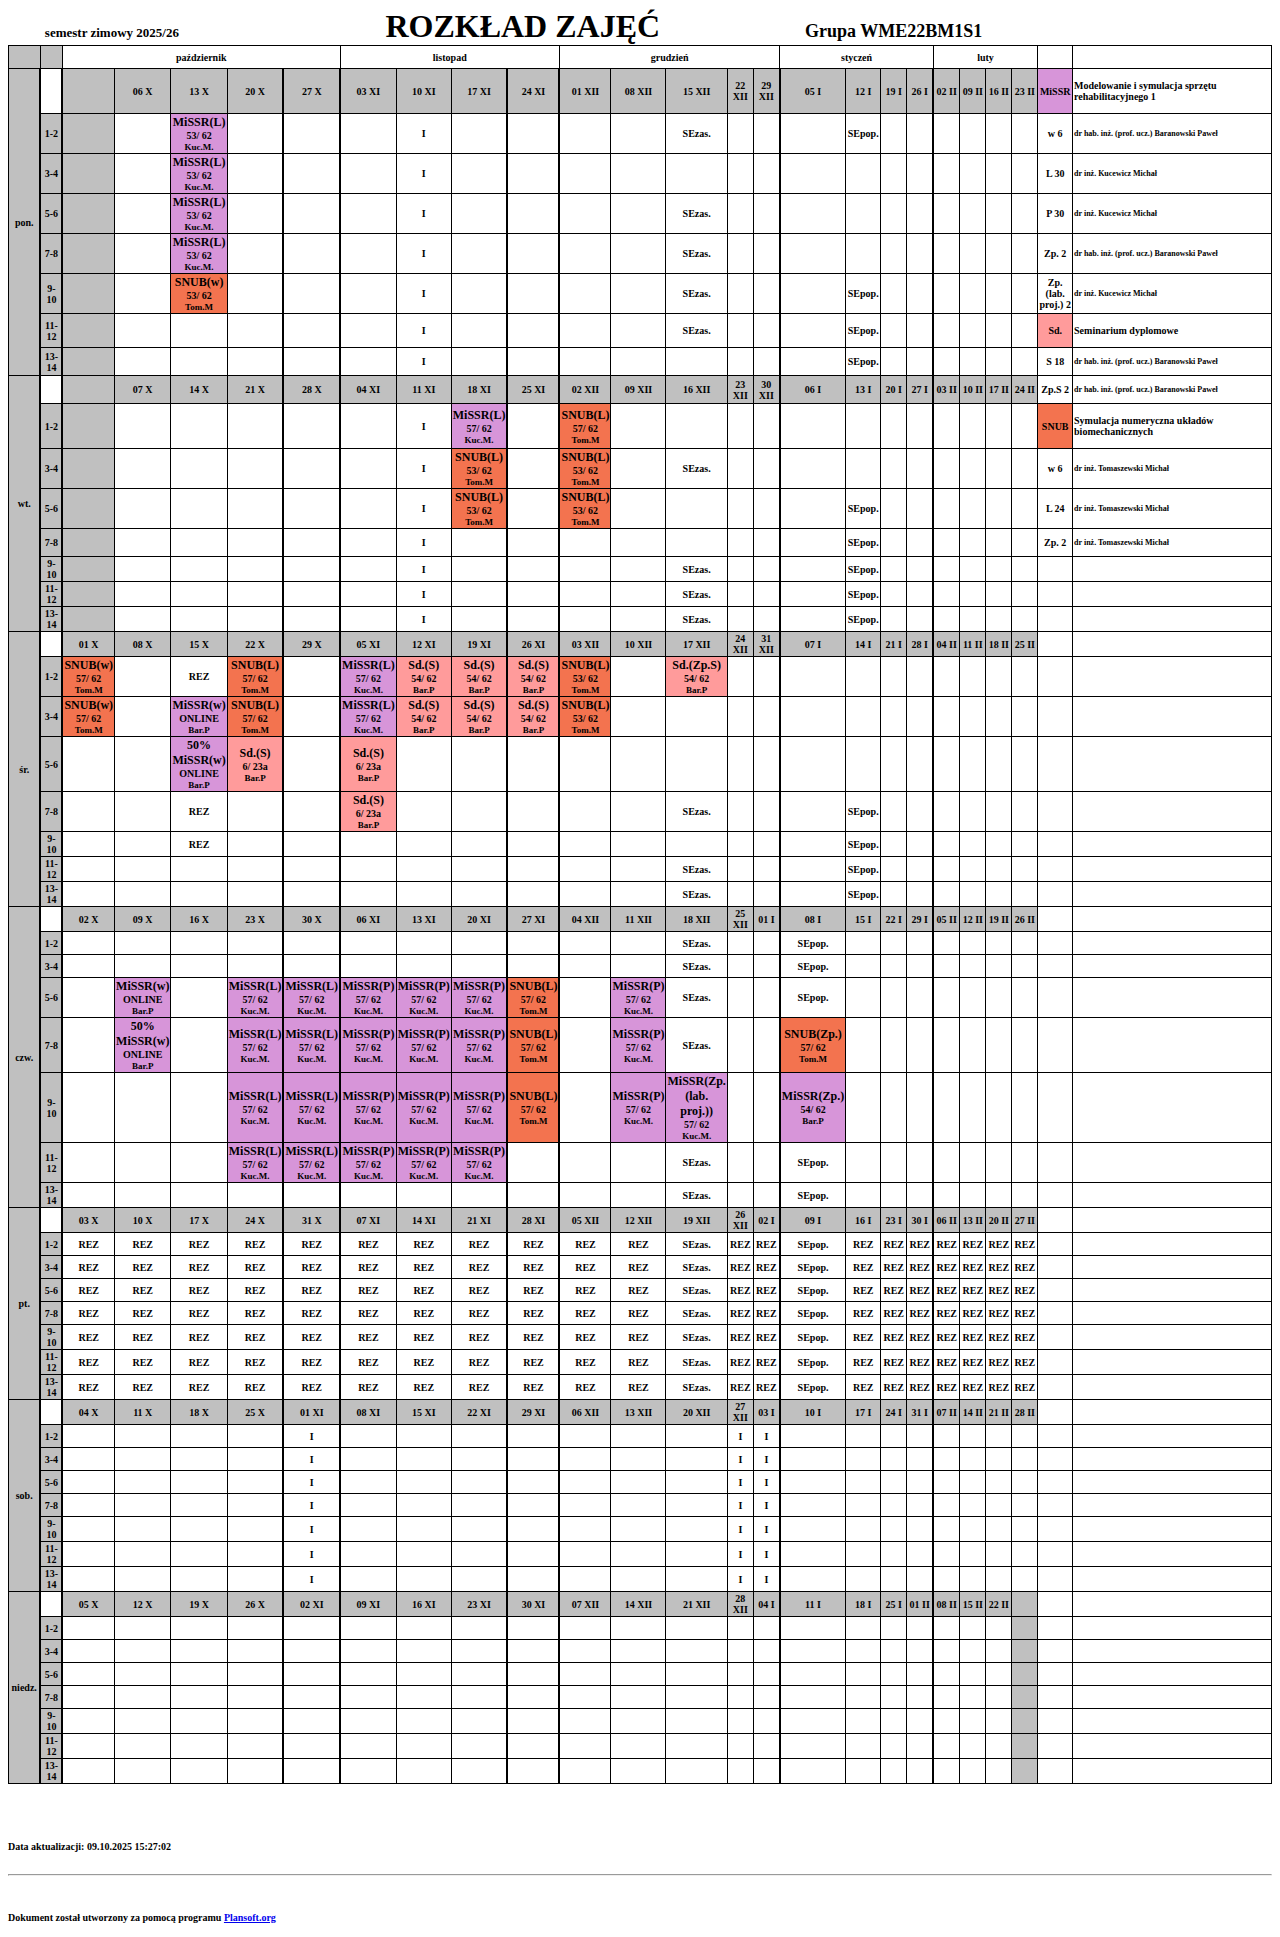 semestr zimowy 2025/26 ROZKŁAD ZAJĘĆ Grupa WME22BM1S1
październik listopad grudzień styczeń luty
pon. 06 X 13 X 20 X 27 X 03 XI 10 XI 17 XI 24 XI 01 XII 08 XII 15 XII 22 XII 29 XII 05 I 12 I 19 I 26 I 02 II 09 II 16 II 23 II MiSSR Modelowanie i symulacja sprzętu rehabilitacyjnego 1
1-2 MiSSR(L) 53/ 62 Kuc.M. I SEzas. SEpop. w 6 dr hab. inż. (prof. ucz.) Baranowski Paweł
3-4 MiSSR(L) 53/ 62 Kuc.M. I L 30 dr inż. Kucewicz Michał
5-6 MiSSR(L) 53/ 62 Kuc.M. I SEzas. P 30 dr inż. Kucewicz Michał
7-8 MiSSR(L) 53/ 62 Kuc.M. I SEzas. Zp. 2 dr hab. inż. (prof. ucz.) Baranowski Paweł
9-10 SNUB(w) 53/ 62 Tom.M I SEzas. SEpop. Zp. (lab. proj.) 2 dr inż. Kucewicz Michał
11-12 I SEzas. SEpop. Sd. Seminarium dyplomowe
13-14 I SEpop. S 18 dr hab. inż. (prof. ucz.) Baranowski Paweł
wt. 07 X 14 X 21 X 28 X 04 XI 11 XI 18 XI 25 XI 02 XII 09 XII 16 XII 23 XII 30 XII 06 I 13 I 20 I 27 I 03 II 10 II 17 II 24 II Zp.S 2 dr hab. inż. (prof. ucz.) Baranowski Paweł
1-2 I MiSSR(L) 57/ 62 Kuc.M. SNUB(L) 57/ 62 Tom.M SNUB Symulacja numeryczna układów biomechanicznych
3-4 I SNUB(L) 53/ 62 Tom.M SNUB(L) 53/ 62 Tom.M SEzas. w 6 dr inż. Tomaszewski Michał
5-6 I SNUB(L) 53/ 62 Tom.M SNUB(L) 53/ 62 Tom.M SEpop. L 24 dr inż. Tomaszewski Michał
7-8 I SEpop. Zp. 2 dr inż. Tomaszewski Michał
9-10 I SEzas. SEpop.
11-12 I SEzas. SEpop.
13-14 I SEzas. SEpop.
śr. 01 X 08 X 15 X 22 X 29 X 05 XI 12 XI 19 XI 26 XI 03 XII 10 XII 17 XII 24 XII 31 XII 07 I 14 I 21 I 28 I 04 II 11 II 18 II 25 II
1-2 SNUB(w) 57/ 62 Tom.M REZ SNUB(L) 57/ 62 Tom.M MiSSR(L) 57/ 62 Kuc.M. Sd.(S) 54/ 62 Bar.P Sd.(S) 54/ 62 Bar.P Sd.(S) 54/ 62 Bar.P SNUB(L) 53/ 62 Tom.M Sd.(Zp.S) 54/ 62 Bar.P
3-4 SNUB(w) 57/ 62 Tom.M MiSSR(w) ONLINE Bar.P SNUB(L) 57/ 62 Tom.M MiSSR(L) 57/ 62 Kuc.M. Sd.(S) 54/ 62 Bar.P Sd.(S) 54/ 62 Bar.P Sd.(S) 54/ 62 Bar.P SNUB(L) 53/ 62 Tom.M
5-6 50% MiSSR(w) ONLINE Bar.P Sd.(S) 6/ 23a Bar.P Sd.(S) 6/ 23a Bar.P
7-8 REZ Sd.(S) 6/ 23a Bar.P SEzas. SEpop.
9-10 REZ SEpop.
11-12 SEzas. SEpop.
13-14 SEzas. SEpop.
czw. 02 X 09 X 16 X 23 X 30 X 06 XI 13 XI 20 XI 27 XI 04 XII 11 XII 18 XII 25 XII 01 I 08 I 15 I 22 I 29 I 05 II 12 II 19 II 26 II
1-2 SEzas. SEpop.
3-4 SEzas. SEpop.
5-6 MiSSR(w) ONLINE Bar.P MiSSR(L) 57/ 62 Kuc.M. MiSSR(L) 57/ 62 Kuc.M. MiSSR(P) 57/ 62 Kuc.M. MiSSR(P) 57/ 62 Kuc.M. MiSSR(P) 57/ 62 Kuc.M. SNUB(L) 57/ 62 Tom.M MiSSR(P) 57/ 62 Kuc.M. SEzas. SEpop.
7-8 50% MiSSR(w) ONLINE Bar.P MiSSR(L) 57/ 62 Kuc.M. MiSSR(L) 57/ 62 Kuc.M. MiSSR(P) 57/ 62 Kuc.M. MiSSR(P) 57/ 62 Kuc.M. MiSSR(P) 57/ 62 Kuc.M. SNUB(L) 57/ 62 Tom.M MiSSR(P) 57/ 62 Kuc.M. SEzas. SNUB(Zp.) 57/ 62 Tom.M
9-10 MiSSR(L) 57/ 62 Kuc.M. MiSSR(L) 57/ 62 Kuc.M. MiSSR(P) 57/ 62 Kuc.M. MiSSR(P) 57/ 62 Kuc.M. MiSSR(P) 57/ 62 Kuc.M. SNUB(L) 57/ 62 Tom.M MiSSR(P) 57/ 62 Kuc.M. MiSSR(Zp. (lab. proj.)) 57/ 62 Kuc.M. MiSSR(Zp.) 54/ 62 Bar.P
11-12 MiSSR(L) 57/ 62 Kuc.M. MiSSR(L) 57/ 62 Kuc.M. MiSSR(P) 57/ 62 Kuc.M. MiSSR(P) 57/ 62 Kuc.M. MiSSR(P) 57/ 62 Kuc.M. SEzas. SEpop.
13-14 SEzas. SEpop.
pt. 03 X 10 X 17 X 24 X 31 X 07 XI 14 XI 21 XI 28 XI 05 XII 12 XII 19 XII 26 XII 02 I 09 I 16 I 23 I 30 I 06 II 13 II 20 II 27 II
1-2 REZ REZ REZ REZ REZ REZ REZ REZ REZ REZ REZ SEzas. REZ REZ SEpop. REZ REZ REZ REZ REZ REZ REZ
3-4 REZ REZ REZ REZ REZ REZ REZ REZ REZ REZ REZ SEzas. REZ REZ SEpop. REZ REZ REZ REZ REZ REZ REZ
5-6 REZ REZ REZ REZ REZ REZ REZ REZ REZ REZ REZ SEzas. REZ REZ SEpop. REZ REZ REZ REZ REZ REZ REZ
7-8 REZ REZ REZ REZ REZ REZ REZ REZ REZ REZ REZ SEzas. REZ REZ SEpop. REZ REZ REZ REZ REZ REZ REZ
9-10 REZ REZ REZ REZ REZ REZ REZ REZ REZ REZ REZ SEzas. REZ REZ SEpop. REZ REZ REZ REZ REZ REZ REZ
11-12 REZ REZ REZ REZ REZ REZ REZ REZ REZ REZ REZ SEzas. REZ REZ SEpop. REZ REZ REZ REZ REZ REZ REZ
13-14 REZ REZ REZ REZ REZ REZ REZ REZ REZ REZ REZ SEzas. REZ REZ SEpop. REZ REZ REZ REZ REZ REZ REZ
sob. 04 X 11 X 18 X 25 X 01 XI 08 XI 15 XI 22 XI 29 XI 06 XII 13 XII 20 XII 27 XII 03 I 10 I 17 I 24 I 31 I 07 II 14 II 21 II 28 II
1-2 I I I
3-4 I I I
5-6 I I I
7-8 I I I
9-10 I I I
11-12 I I I
13-14 I I I
niedz. 05 X 12 X 19 X 26 X 02 XI 09 XI 16 XI 23 XI 30 XI 07 XII 14 XII 21 XII 28 XII 04 I 11 I 18 I 25 I 01 II 08 II 15 II 22 II
1-2
3-4
5-6
7-8
9-10
11-12
13-14
Data aktualizacji: 09.10.2025 15:27:02
Dokument został utworzony za pomocą programu Plansoft.org